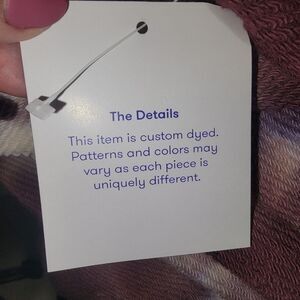 The Details
This item is custom dyed.
Patterns and colors may
vary as each piece is
uniquely different.